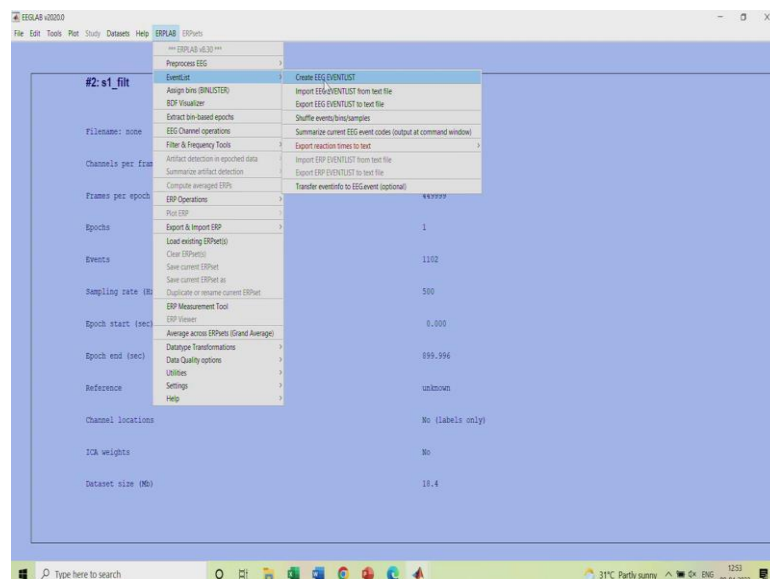 EEGLAB v2020.0
File Edit Tools Plot Study Datasets Help ERPLAB ERPsets
*** ERPLAB v8.30 ***
Preprocess EEG
EventList
Assign bins (BINLISTER)
BDF Visualizer
Extract bin-based epochs
EEG Channel operations
Filter & Frequency Tools
Artifact detection in epoched data
Summarize artifact detection
Compute averaged ERPs
ERP Operations
Plot ERP
Export & Import ERP
Load existing ERPset(s)
Clear ERPset(s)
Save current ERPset
Save current ERPset as
Duplicate or rename current ERPset
ERP Measurement Tool
ERP Viewer
Average across ERPsets (Grand Average)
Datatype Transformations
Data Quality options
Utilities
Settings
Help
Create EEG EVENTLIST
Import EEG EVENTLIST from text file
Export EEG EVENTLIST to text file
Shuffle events/bins/samples
Summarize current EEG event codes (output at command window)
Export reaction times to text
Import ERP EVENTLIST from text file
Export ERP EVENTLIST to text file
Transfer eventinfo to EEG.event (optional)
#2: s1_filt
Filename: none
Channels per fram
Frames per epoch 449999
Epochs 1
Events 1102
Sampling rate (Hz 500
Epoch start (sec) 0.000
Epoch end (sec) 899.996
Reference unknown
Channel locations No (labels only)
ICA weights No
Dataset size (Mb) 18.4
Type here to search
31°C Partly sunny ENG 12:53